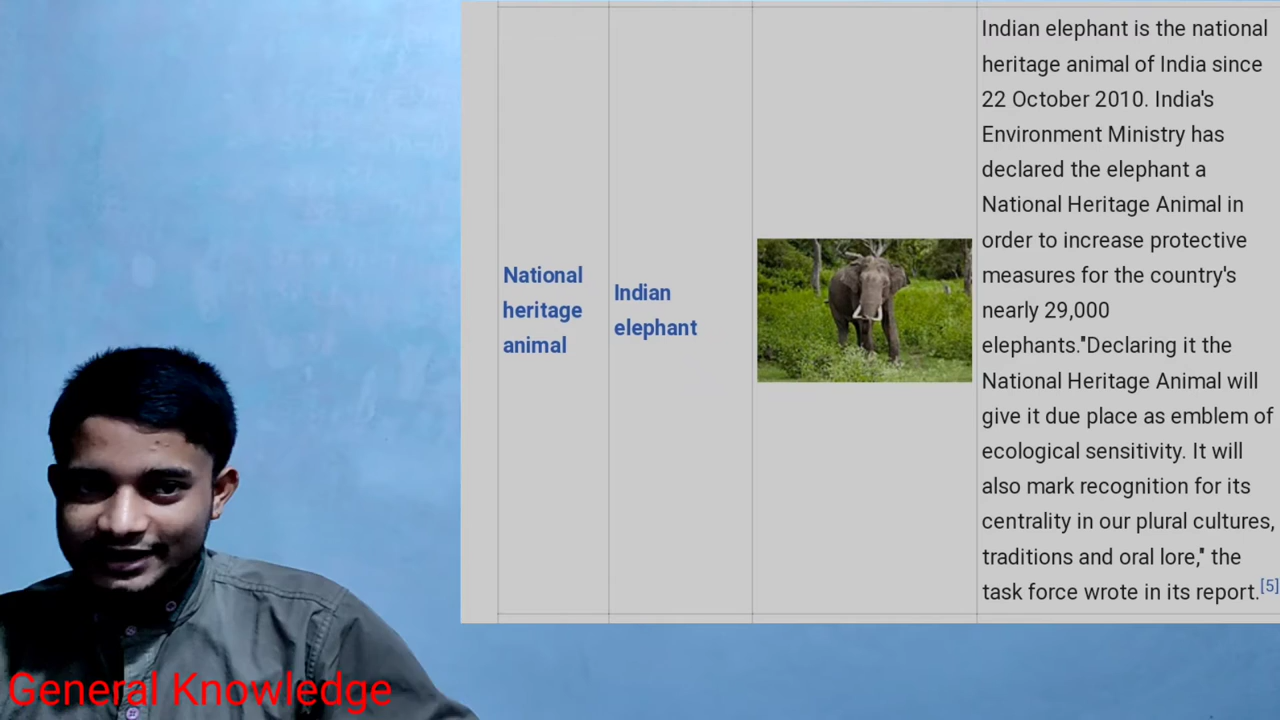 National
heritage
animal
Indian
elephant
Indian elephant is the national
heritage animal of India since
22 October 2010. India's
Environment Ministry has
declared the elephant a
National Heritage Animal in
order to increase protective
measures for the country's
nearly 29,000
elephants."Declaring it the
National Heritage Animal will
give it due place as emblem of
ecological sensitivity. It will
also mark recognition for its
centrality in our plural cultures,
traditions and oral lore," the
task force wrote in its report.[5]
General Knowledge